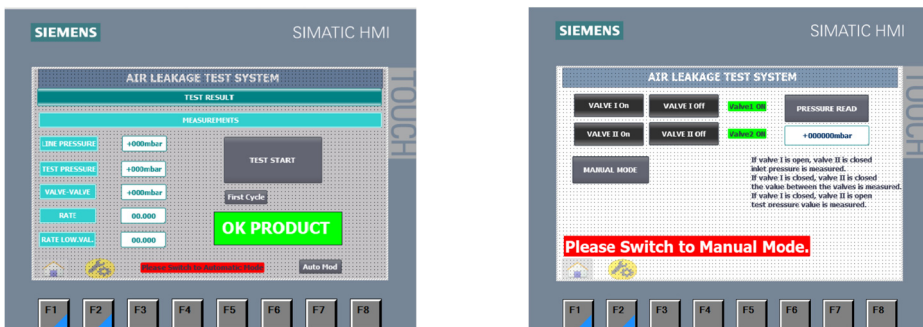 SIEMENS
SIMATIC HMI
TOUCH
AIR LEAKAGE TEST SYSTEM
TEST RESULT
MEASUREMENTS
LINE PRESSURE
+000mbar
TEST START
TEST PRESSURE
+000mbar
VALVE-VALVE
+000mbar
First Cycle
RATE
00.000
OK PRODUCT
RATE LOW.VAL.
00.000
Please Switch to Automatic Mode
Auto Mod
F1 F2 F3 F4 F5 F6 F7 F8
SIEMENS
SIMATIC HMI
TOUCH
AIR LEAKAGE TEST SYSTEM
VALVE I On
VALVE I Off
Valve1 ON
PRESSURE READ
VALVE II On
VALVE II Off
Valve2 ON
+000000mbar
MANUAL MODE
If valve I is open, valve II is closed
inlet pressure is measured.
If valve I is closed, valve II is closed
the value between the valves is measured.
If valve I is closed, valve II is open
test pressure value is measured.
Please Switch to Manual Mode.
F1 F2 F3 F4 F5 F6 F7 F8